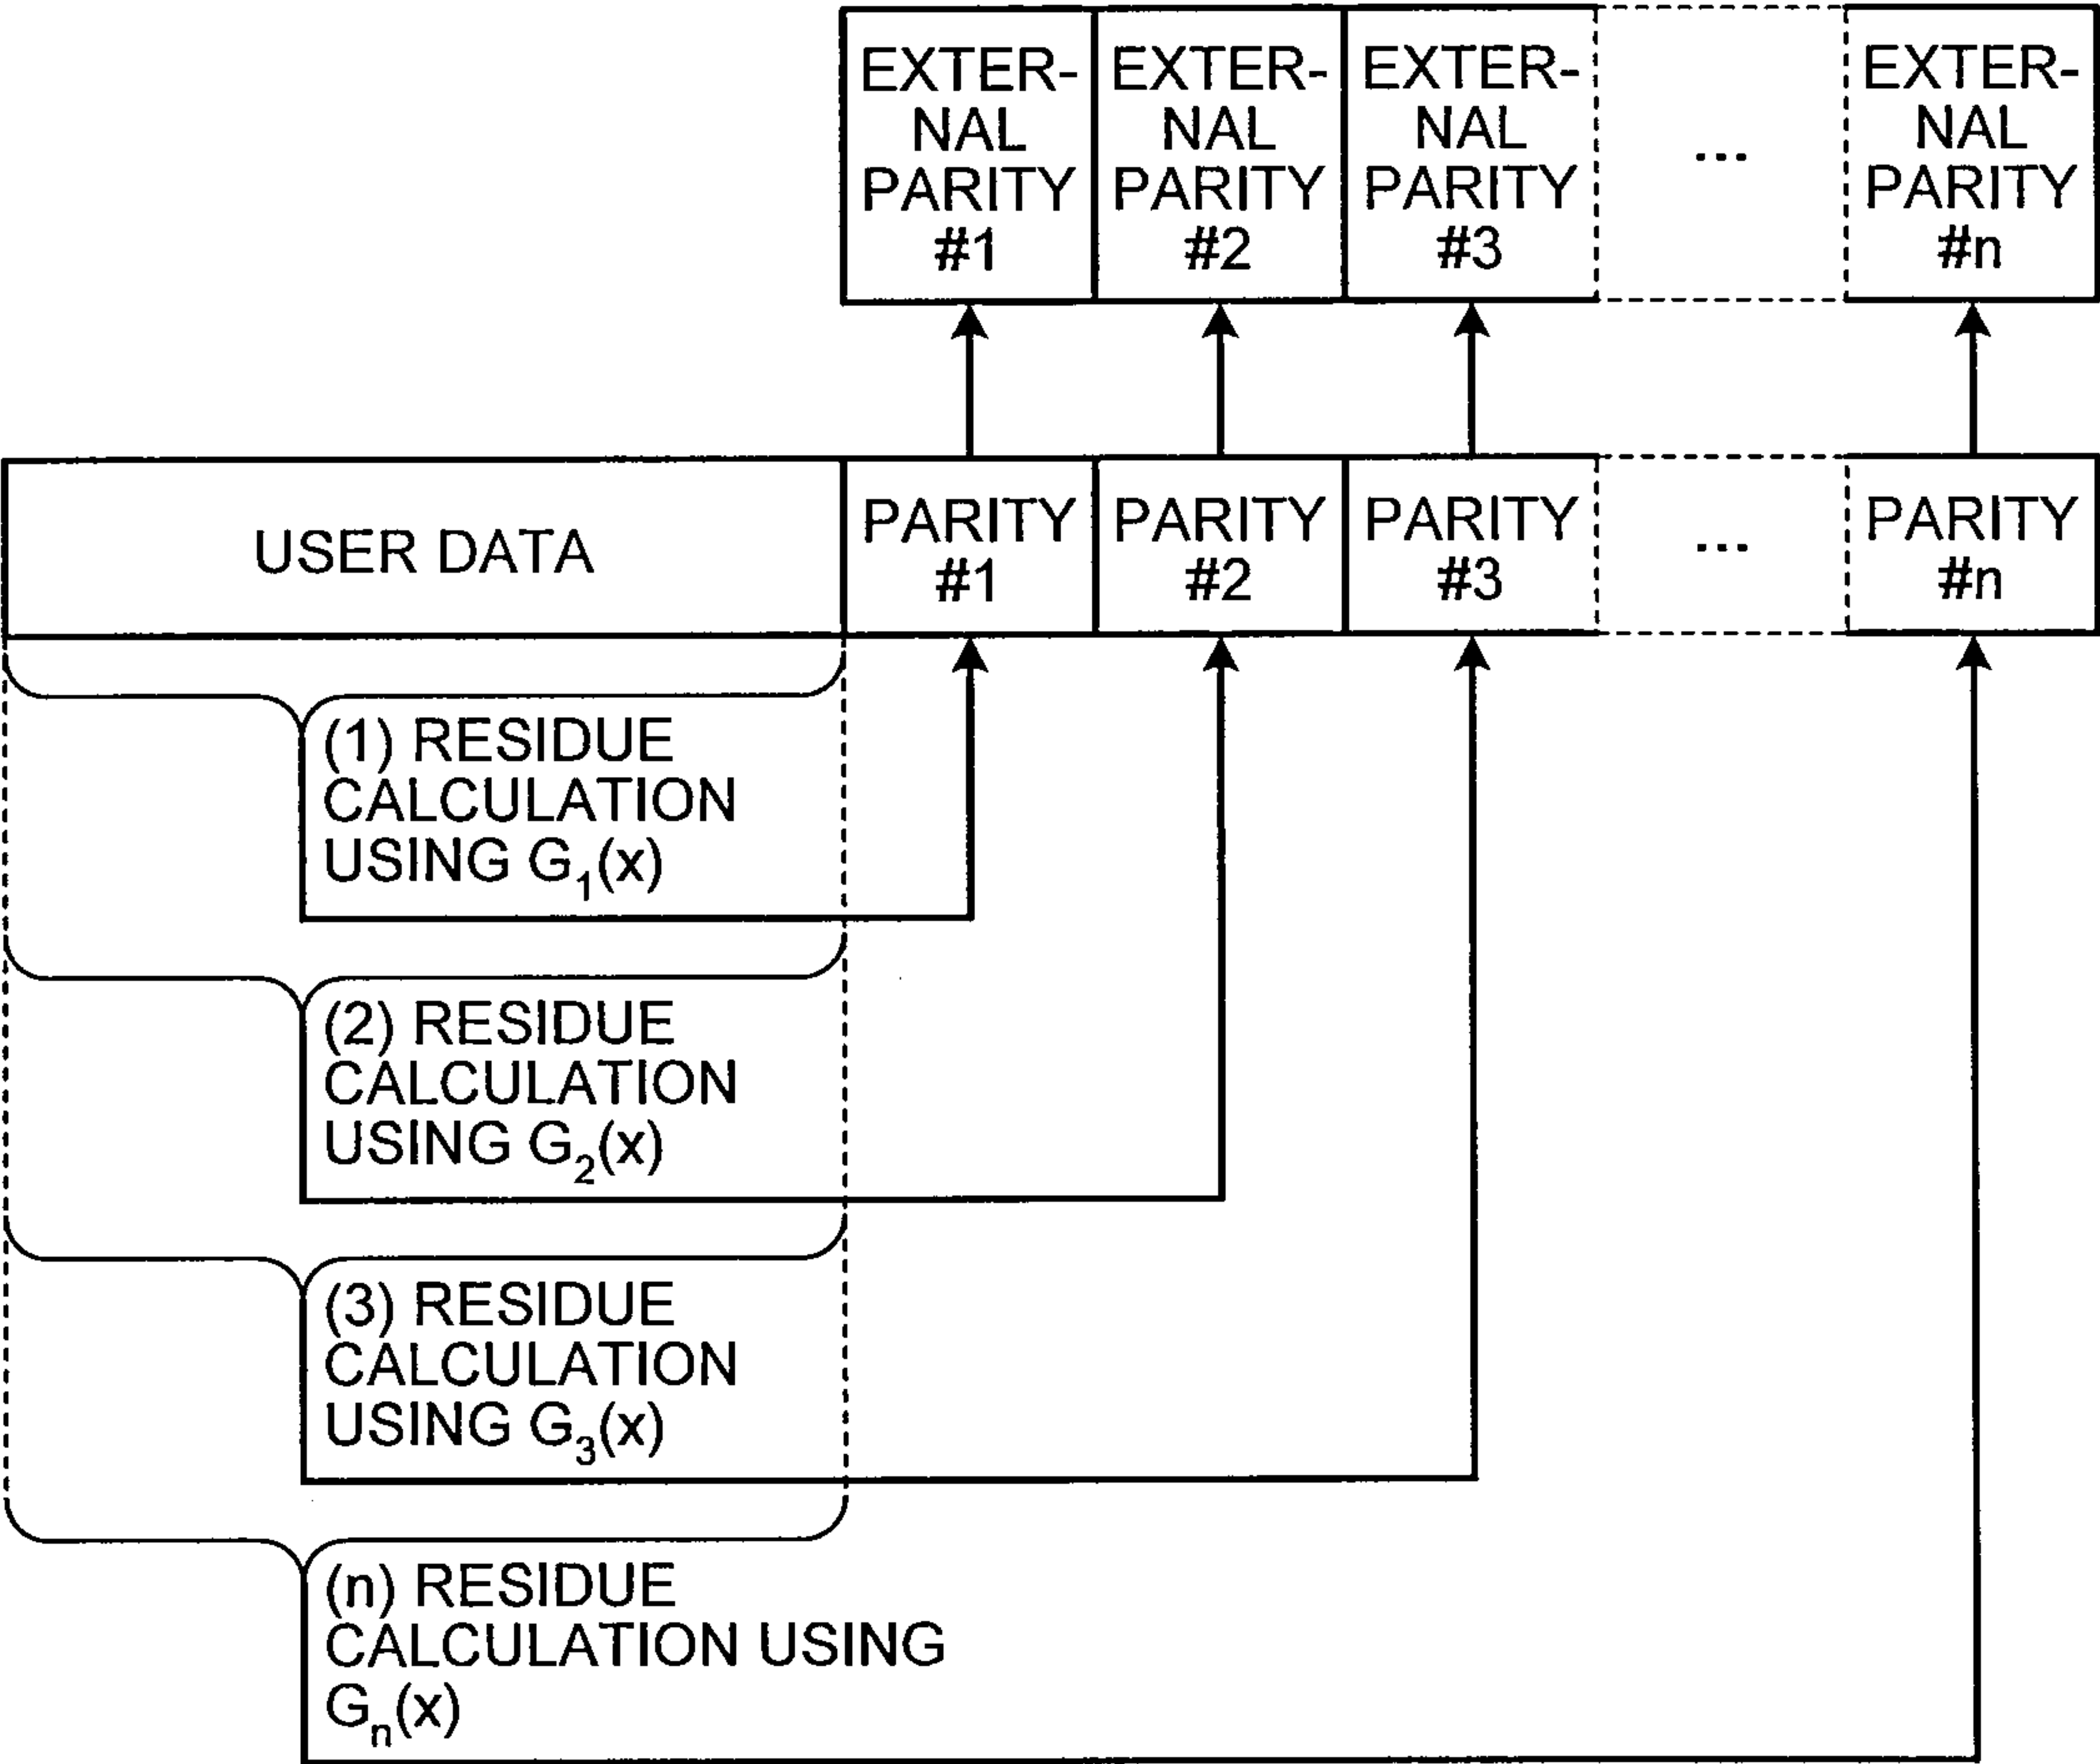 EXTER-
NAL
PARITY
#1
EXTER-
NAL
PARITY
#2
EXTER-
NAL
PARITY
#3
...
EXTER-
NAL
PARITY
#n
USER DATA
PARITY
#1
PARITY
#2
PARITY
#3
...
PARITY
#n
(1) RESIDUE
CALCULATION
USING G₁(x)
(2) RESIDUE
CALCULATION
USING G₂(x)
(3) RESIDUE
CALCULATION
USING G₃(x)
(n) RESIDUE
CALCULATION USING
Gₙ(x)